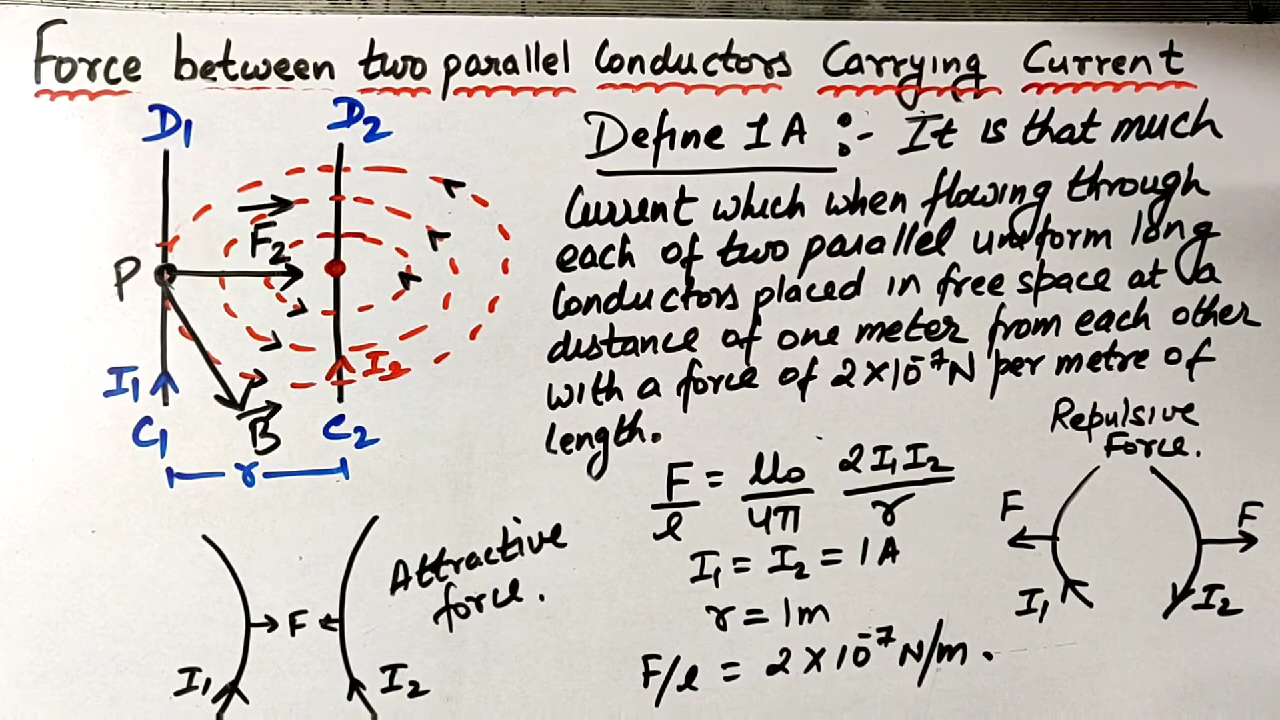 Force between two parallel Conductors Carrying Current
D₁
D₂
F₂
P
I₁
I₂
B
C₁
C₂
r
Define 1A :- It is that much
Current which when flowing through
each of two parallel uniform long
Conductors placed in free space at a
distance of one meter from each other
with a force of 2×10⁻⁷N per metre of
length.
F/l = μ₀/4π 2I₁I₂/r
I₁ = I₂ = 1A
r = 1m
F/l = 2×10⁻⁷ N/m.
Attractive
force.
F
I₁
I₂
Repulsive
Force.
F
F
I₁
I₂